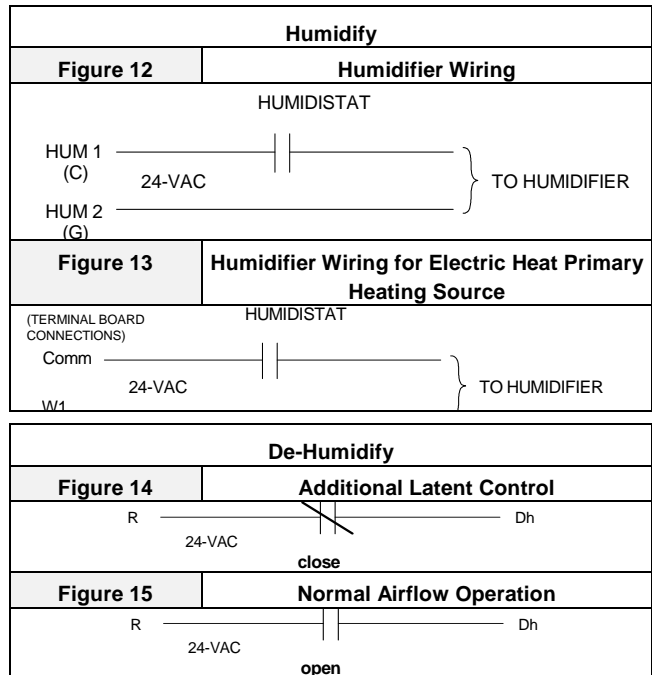 Humidify
Figure 12 Humidifier Wiring
HUMIDISTAT
HUM 1
(C)
24-VAC
TO HUMIDIFIER
HUM 2
(G)
Figure 13 Humidifier Wiring for Electric Heat Primary
Heating Source
(TERMINAL BOARD
CONNECTIONS)
HUMIDISTAT
Comm
24-VAC
TO HUMIDIFIER
W1
De-Humidify
Figure 14 Additional Latent Control
R Dh
24-VAC
close
Figure 15 Normal Airflow Operation
R Dh
24-VAC
open